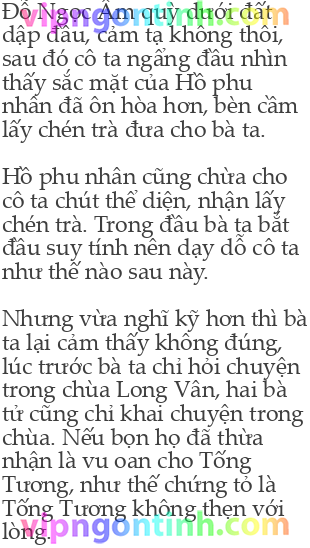 vipngontinh.com
Đỗ Ngọc Âm quỳ dưới đất
dập đầu, cảm tạ không thôi,
sau đó cô ta ngẩng đầu nhìn
thấy sắc mặt của Hồ phu
nhân đã ôn hòa hơn, bèn cầm
lấy chén trà đưa cho bà ta.
Hồ phu nhân cũng chừa cho
cô ta chút thể diện, nhận lấy
chén trà. Trong đầu bà ta bắt
đầu suy tính nên dạy dỗ cô ta
như thế nào sau này.
Nhưng vừa nghĩ kỹ hơn thì bà
ta lại cảm thấy không đúng,
lúc trước bà ta chỉ hỏi chuyện
trong chùa Long Vân, hai bà
tử cũng chỉ khai chuyện trong
chùa. Nếu bọn họ đã thừa
nhận là vu oan cho Tống
Tương, như thế chứng tỏ là
Tống Tương không thẹn với
lòng.
vipngontinh.com